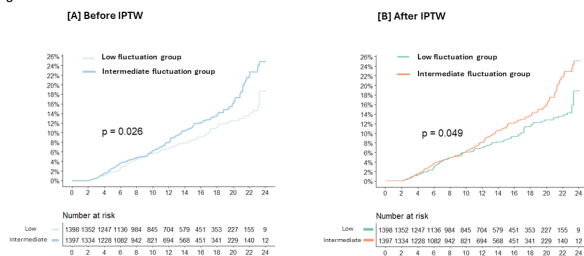 [A] Before IPTW
[B] After IPTW
26%
24%
22%
20%
18%
16%
14%
12%
10%
8%
6%
4%
2%
0%
Low fluctuation group
Intermediate fluctuation group
p = 0.026
0 2 4 6 8 10 12 14 16 18 20 22 24
26%
24%
22%
20%
18%
16%
14%
12%
10%
8%
6%
4%
2%
0%
Low fluctuation group
Intermediate fluctuation group
p = 0.049
0 2 4 6 8 10 12 14 16 18 20 22 24
Number at risk
Low 1398 1352 1247 1136 984 845 704 579 451 353 227 155 9
Intermediate 1397 1334 1228 1082 942 821 694 568 451 341 229 140 12
0 2 4 6 8 10 12 14 16 18 20 22 24
Number at risk
Low 1398 1352 1247 1136 984 845 704 579 451 353 227 155 9
Intermediate 1397 1334 1228 1082 942 821 694 568 451 341 229 140 12
0 2 4 6 8 10 12 14 16 18 20 22 24